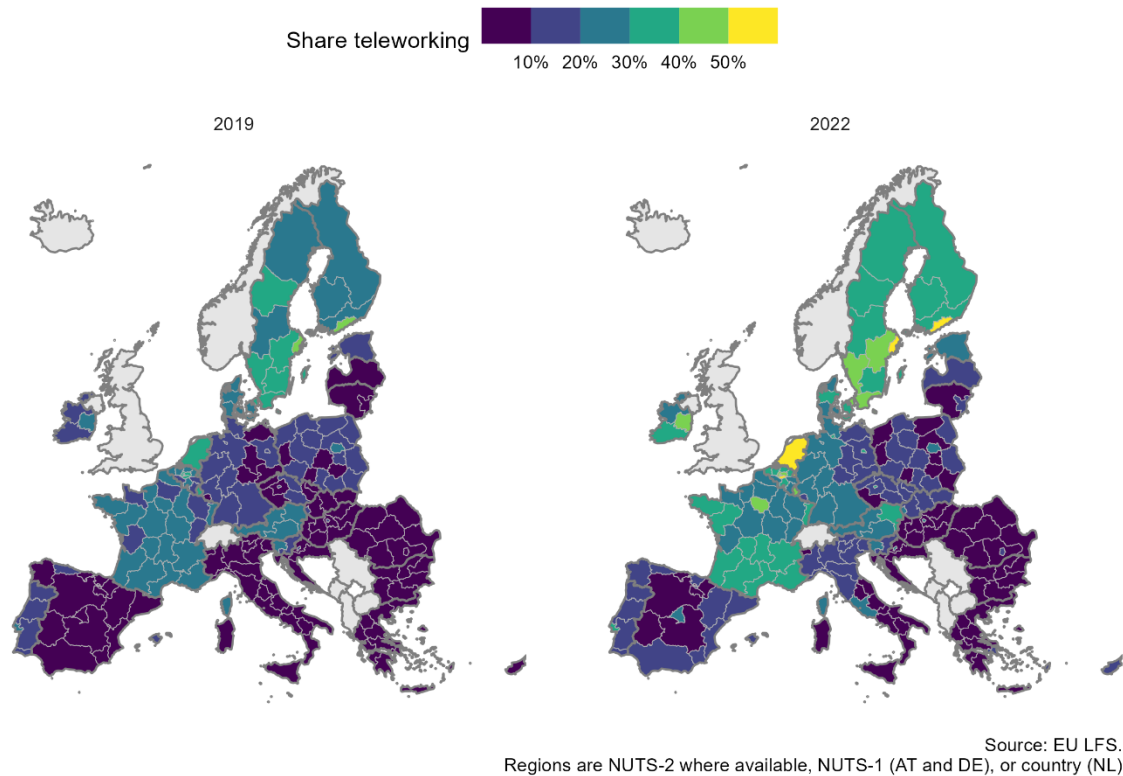 Share teleworking
10% 20% 30% 40% 50%
2019 2022
Source: EU LFS.
Regions are NUTS-2 where available, NUTS-1 (AT and DE), or country (NL)